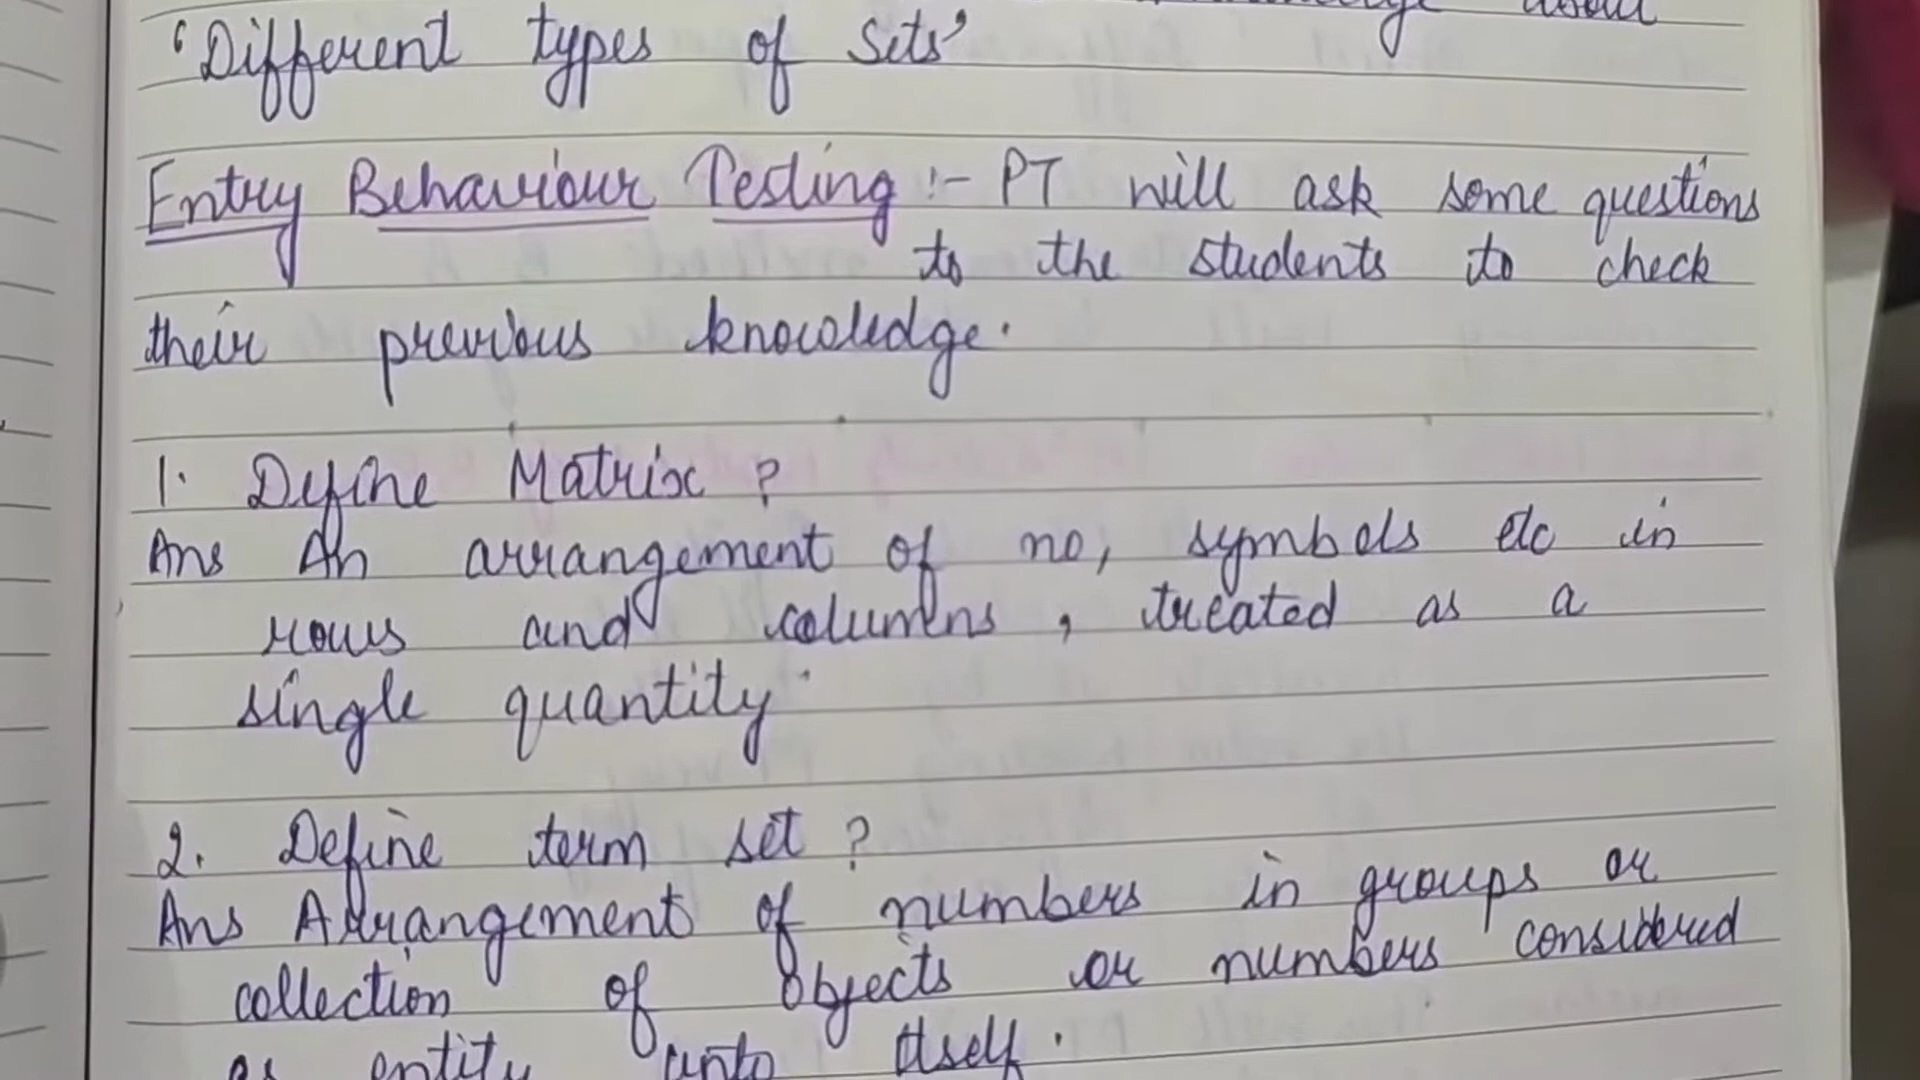 about
'Different types of Sets'
Entry Behaviour Testing :- PT will ask some questions
to the students to check
their previous knowledge.
1. Define Matrix ?
Ans An arrangement of no, symbols etc in
rows and columns, treated as a
single quantity.
2. Define term set ?
Ans Arrangement of numbers in groups or
collection of objects or numbers considered
as entity unto itself.